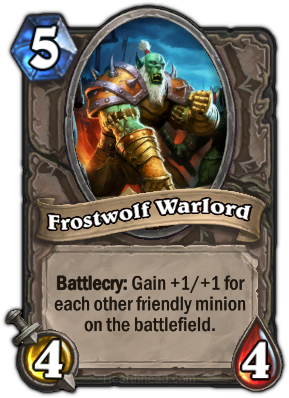 5
Frostwolf Warlord
Battlecry: Gain +1/+1 for
each other friendly minion
on the battlefield.
4
4